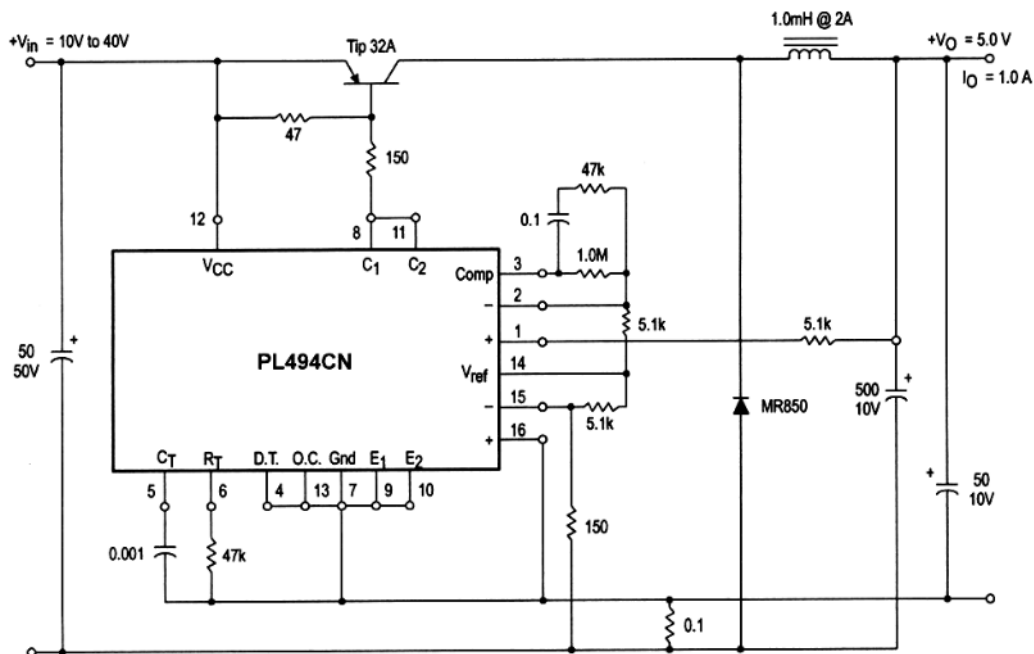 1.0mH @ 2A
+Vin = 10V to 40V
Tip 32A
+VO = 5.0 V
IO = 1.0 A
47
150
47k
0.1
12
8
11
VCC
C1
C2
Comp
3
1.0M
−
2
5.1k
+
1
5.1k
PL494CN
Vref
14
−
15
5.1k
+
16
+
50
50V
MR850
+
500
10V
CT
RT
D.T.
O.C.
Gnd
E1
E2
5
6
4
13
7
9
10
0.001
47k
150
+
50
10V
0.1